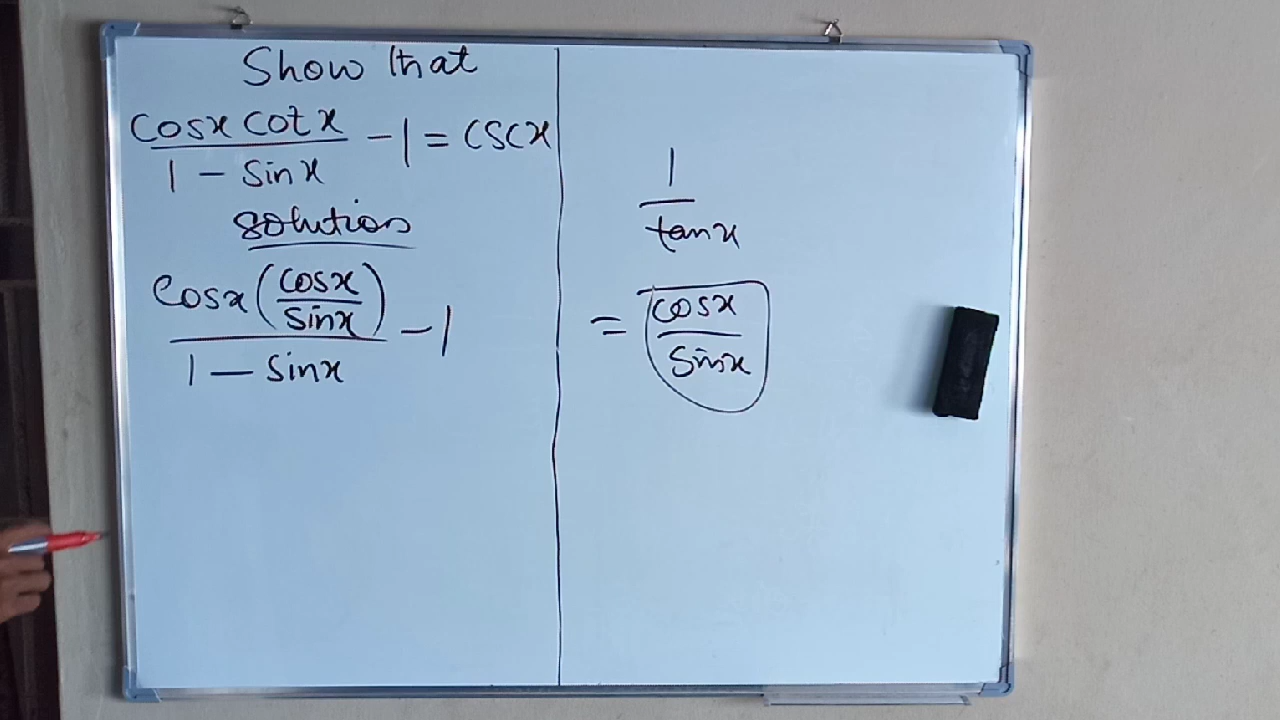 Show that
cosx cotx / 1 - sinx - 1 = cscx
solution
cosx (cosx / sinx) / 1 - sinx - 1
1 / tanx
= cosx / sinx